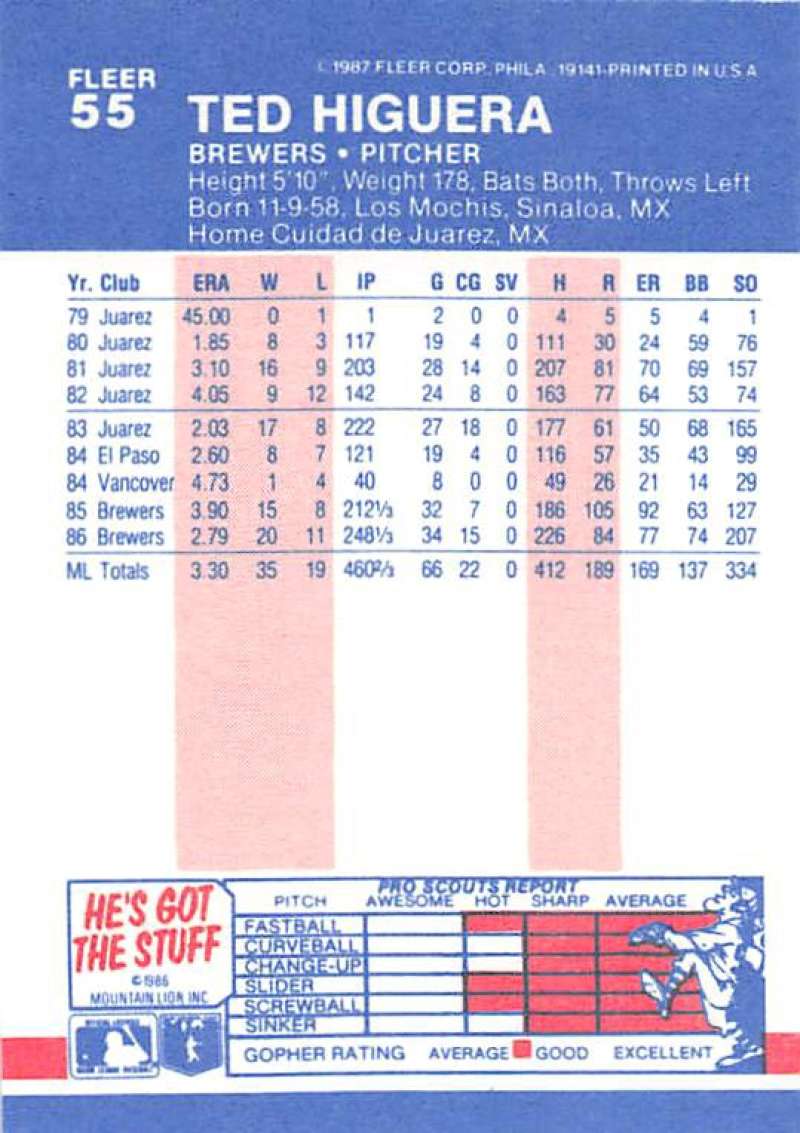 © 1987 FLEER CORP. PHILA. 19141-PRINTED IN U.S.A
FLEER
55
TED HIGUERA
BREWERS • PITCHER
Height 5'10", Weight 178, Bats Both, Throws Left
Born 11-9-58, Los Mochis, Sinaloa, MX
Home Cuidad de Juarez, MX
Yr. Club ERA W L IP G CG SV H R ER BB SO
79 Juarez 45.00 0 1 1 2 0 0 4 5 5 4 1
80 Juarez 1.85 8 3 117 19 4 0 111 30 24 59 76
81 Juarez 3.10 16 9 203 28 14 0 207 81 70 69 157
82 Juarez 4.05 9 12 142 24 8 0 163 77 64 53 74
83 Juarez 2.03 17 8 222 27 18 0 177 61 50 68 165
84 El Paso 2.60 8 7 121 19 4 0 116 57 35 43 99
84 Vancover 4.73 1 4 40 8 0 0 49 26 21 14 29
85 Brewers 3.90 15 8 212⅓ 32 7 0 186 105 92 63 127
86 Brewers 2.79 20 11 248⅓ 34 15 0 226 84 77 74 207
ML Totals 3.30 35 19 460⅔ 66 22 0 412 189 169 137 334
HE'S GOT
THE STUFF
© 1986
MOUNTAIN LION INC
PRO SCOUTS REPORT
PITCH AWESOME HOT SHARP AVERAGE
FASTBALL
CURVEBALL
CHANGE-UP
SLIDER
SCREWBALL
SINKER
GOPHER RATING AVERAGE GOOD EXCELLENT